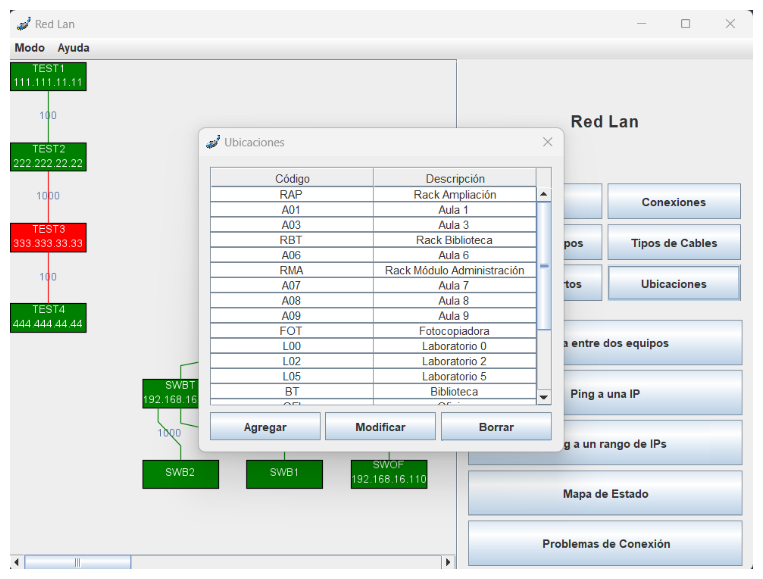 Red Lan
Modo Ayuda
TEST1
111.111.11.11
100
TEST2
222.222.22.22
1000
TEST3
333.333.33.33
100
TEST4
444.444.44.44
SWBT
192.168.16
1000
SWB2
SWB1
SWOF
192.168.16.110
Ubicaciones
Código Descripción
RAP Rack Ampliación
A01 Aula 1
A03 Aula 3
RBT Rack Biblioteca
A06 Aula 6
RMA Rack Módulo Administración
A07 Aula 7
A08 Aula 8
A09 Aula 9
FOT Fotocopiadora
L00 Laboratorio 0
L02 Laboratorio 2
L05 Laboratorio 5
BT Biblioteca
Agregar Modificar Borrar
Red Lan
Conexiones
pos Tipos de Cables
rtos Ubicaciones
a entre dos equipos
Ping a una IP
g a un rango de IPs
Mapa de Estado
Problemas de Conexión